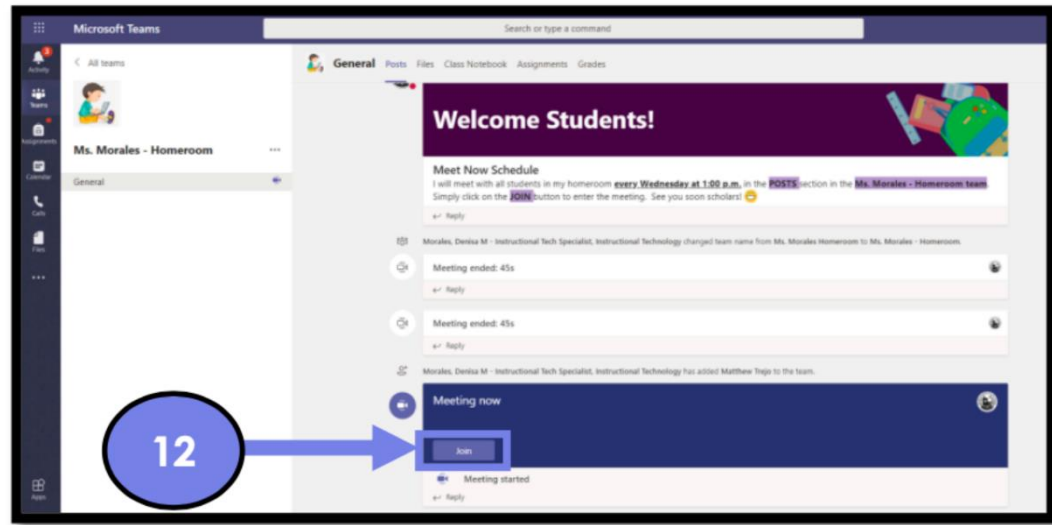 Microsoft Teams
Search or type a command
3
Activity
Teams
Assignments
Calendar
Calls
Files
Apps
All teams
Ms. Morales - Homeroom
General
General Posts Files Class Notebook Assignments Grades
Welcome Students!
Meet Now Schedule
I will meet with all students in my homeroom every Wednesday at 1:00 p.m. in the POSTS section in the Ms. Morales - Homeroom team.
Simply click on the JOIN button to enter the meeting. See you soon scholars! 😁
Reply
Morales, Denisa M - Instructional Tech Specialist, Instructional Technology changed team name from Ms. Morales Homeroom to Ms. Morales - Homeroom.
Meeting ended: 45s
Reply
Meeting ended: 45s
Reply
Morales, Denisa M - Instructional Tech Specialist, Instructional Technology has added Matthew Trejo to the team.
Meeting now
12
Join
Meeting started
Reply